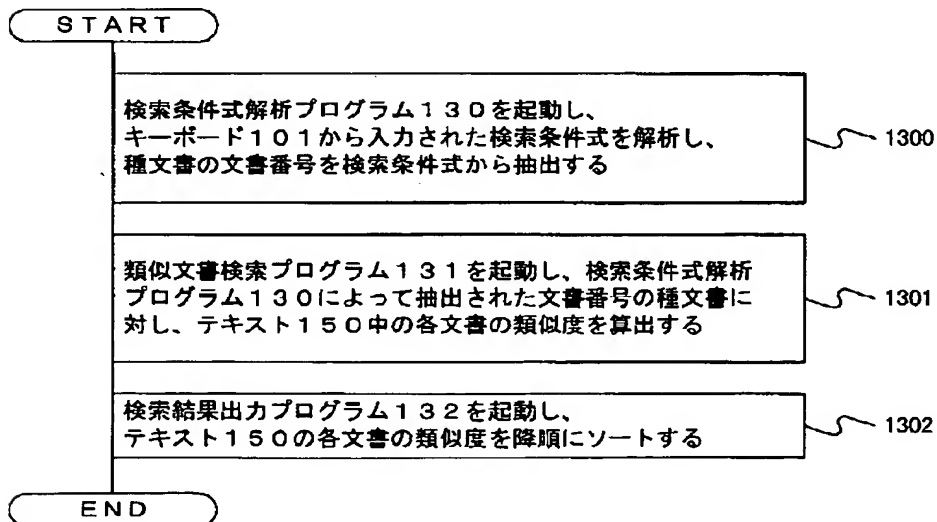 START
検索条件式解析プログラム130を起動し、
キーボード101から入力された検索条件式を解析し、
種文書の文書番号を検索条件式から抽出する
1300
類似文書検索プログラム131を起動し、検索条件式解析
プログラム130によって抽出された文書番号の種文書に
対し、テキスト150中の各文書の類似度を算出する
1301
検索結果出力プログラム132を起動し、
テキスト150の各文書の類似度を降順にソートする
1302
END